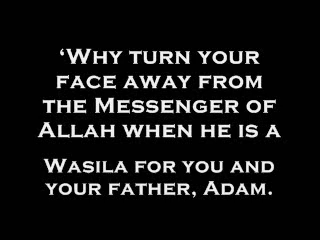 ‘Why turn your
face away from
the Messenger of
Allah when he is a
Wasila for you and
your father, Adam.